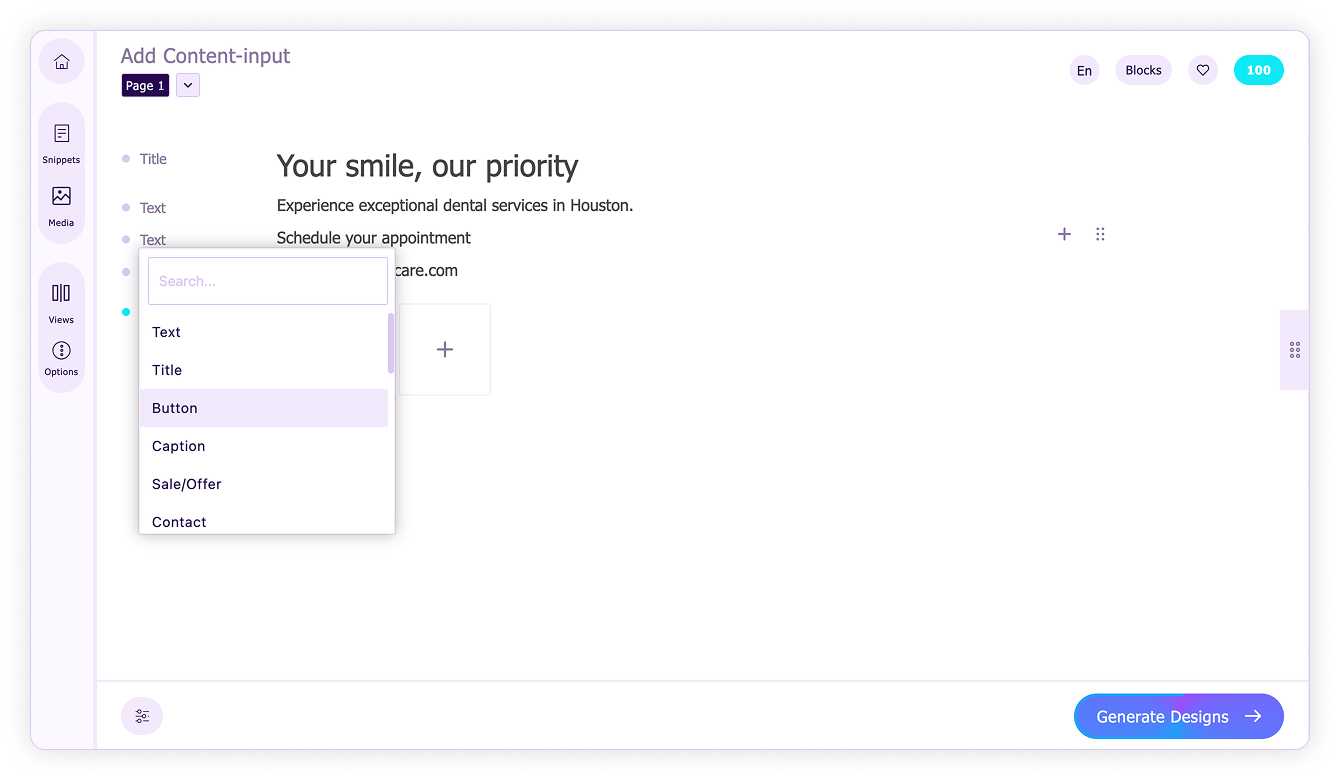 Add Content-input
Page 1
En
Blocks
100
Snippets
Media
Views
Options
Title
Your smile, our priority
Text
Experience exceptional dental services in Houston.
Text
Schedule your appointment
care.com
Search...
Text
Title
Button
Caption
Sale/Offer
Contact
Generate Designs